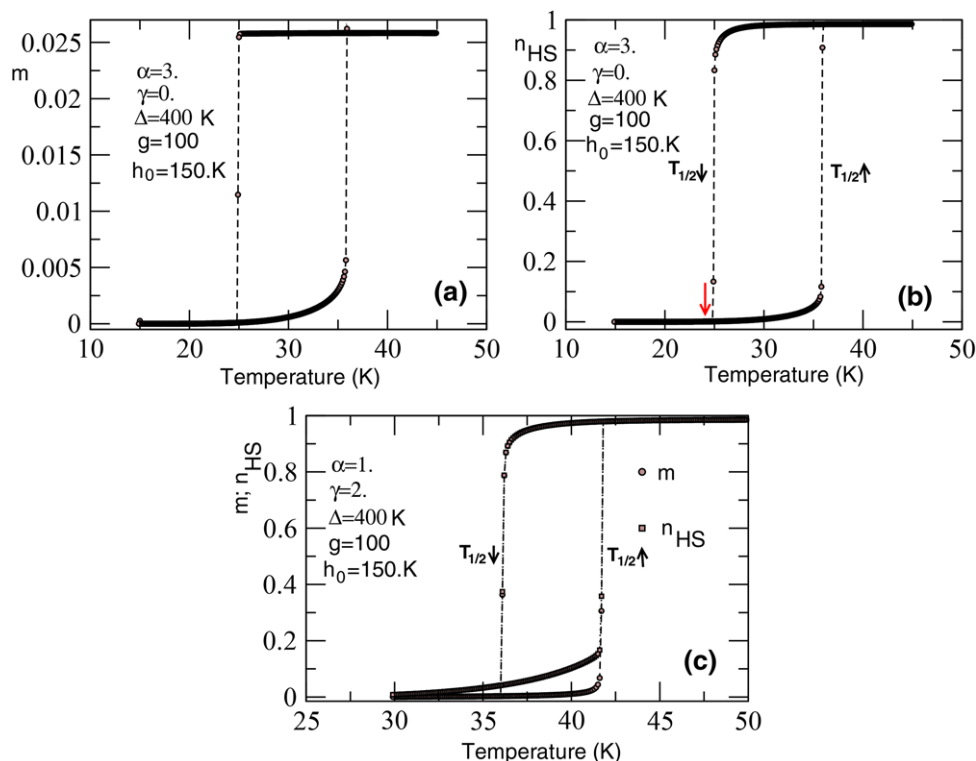 0.025
0.02
0.015
0.01
0.005
0
m
α=3.
γ=0.
Δ=400 K
g=100
h0=150.K
(a)
10 20 30 40 50
Temperature (K)
1
0.8
0.6
0.4
0.2
0
nHS
α=3.
γ=0.
Δ=400 K
g=100
h0=150.K
T1/2↓
T1/2↑
(b)
10 20 30 40 50
Temperature (K)
1
0.8
0.6
0.4
0.2
0
m; nHS
α=1.
γ=2.
Δ=400 K
g=100
h0=150.K
T1/2↓
T1/2↑
m
nHS
(c)
25 30 35 40 45 50
Temperature (K)